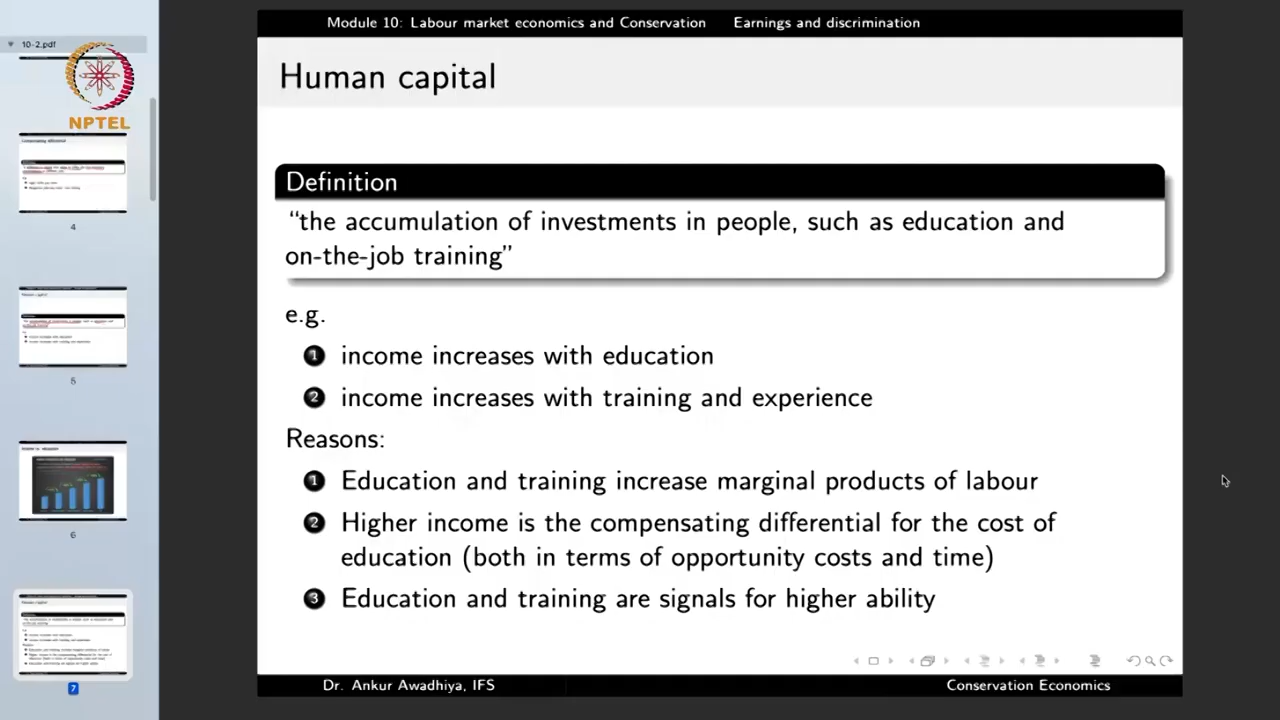 Module 10: Labour market economics and Conservation Earnings and discrimination
10-2.pdf
NPTEL
Human capital
Definition
“the accumulation of investments in people, such as education and
on-the-job training”
e.g.
1 income increases with education
2 income increases with training and experience
Reasons:
1 Education and training increase marginal products of labour
2 Higher income is the compensating differential for the cost of
education (both in terms of opportunity costs and time)
3 Education and training are signals for higher ability
4
5
6
7
Dr. Ankur Awadhiya, IFS Conservation Economics